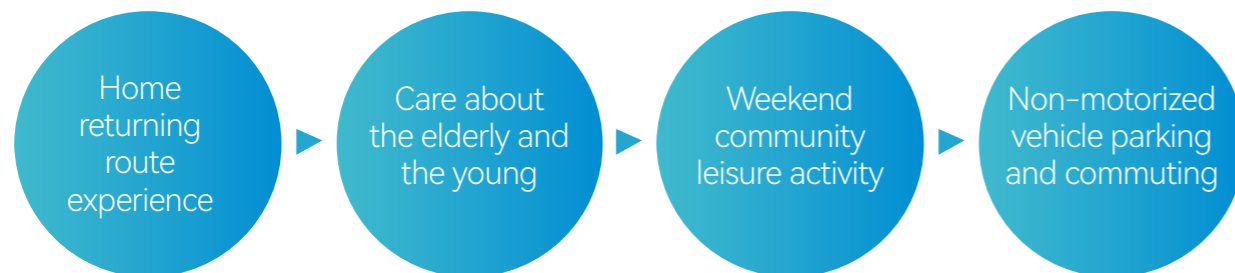 Home
returning
route
experience
Care about
the elderly and
the young
Weekend
community
leisure activity
Non-motorized
vehicle parking
and commuting